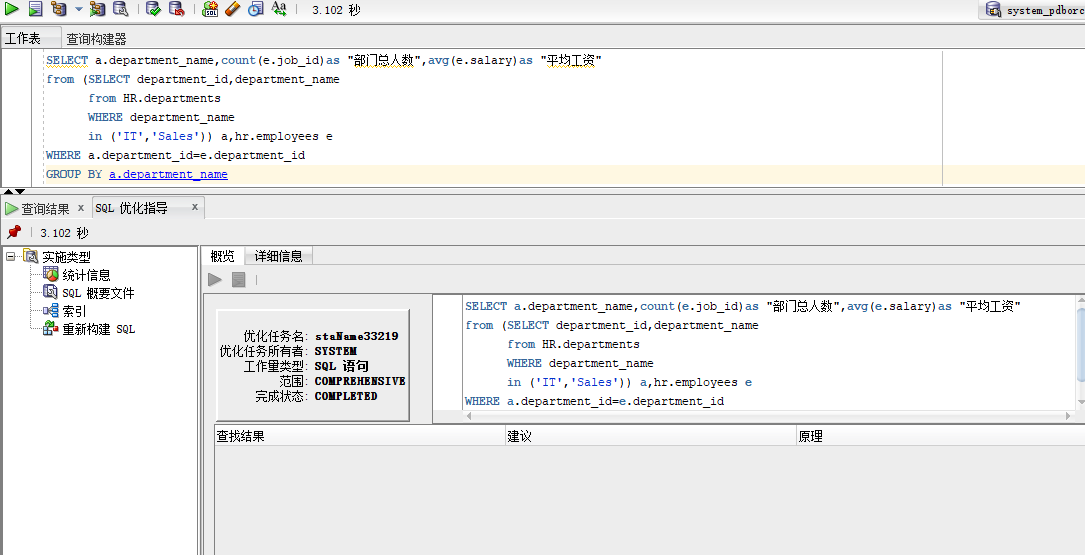 3.102 秒
system_pdborc
工作表 查询构建器
SELECT a.department_name,count(e.job_id)as "部门总人数",avg(e.salary)as "平均工资"
from (SELECT department_id,department_name
from HR.departments
WHERE department_name
in ('IT','Sales')) a,hr.employees e
WHERE a.department_id=e.department_id
GROUP BY a.department_name
查询结果 x SQL 优化指导 x
3.102 秒
实施类型
统计信息
SQL 概要文件
索引
重新构建 SQL
概览 详细信息
优化任务名: staName33219
优化任务所有者: SYSTEM
工作量类型: SQL 语句
范围: COMPREHENSIVE
完成状态: COMPLETED
SELECT a.department_name,count(e.job_id)as "部门总人数",avg(e.salary)as "平均工资"
from (SELECT department_id,department_name
from HR.departments
WHERE department_name
in ('IT','Sales')) a,hr.employees e
WHERE a.department_id=e.department_id
查找结果 建议 原理